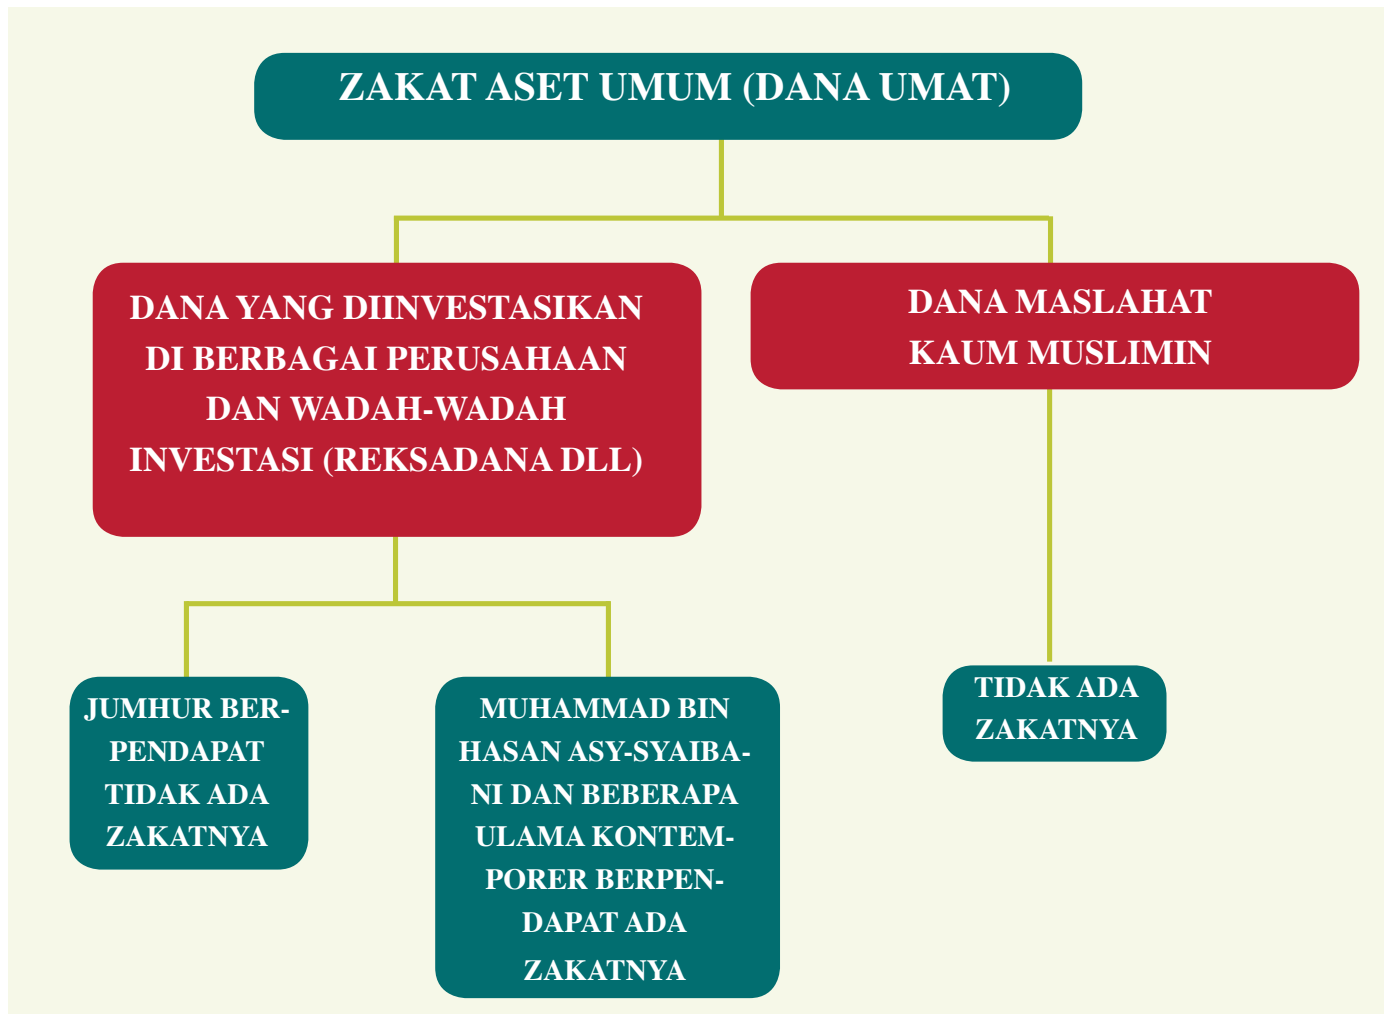 ZAKAT ASET UMUM (DANA UMAT)
DANA YANG DIINVESTASIKAN
DI BERBAGAI PERUSAHAAN
DAN WADAH-WADAH
INVESTASI (REKSADANA DLL)
DANA MASLAHAT
KAUM MUSLIMIN
JUMHUR BER-
PENDAPAT
TIDAK ADA
ZAKATNYA
MUHAMMAD BIN
HASAN ASY-SYAIBA-
NI DAN BEBERAPA
ULAMA KONTEM-
PORER BERPEN-
DAPAT ADA
ZAKATNYA
TIDAK ADA
ZAKATNYA